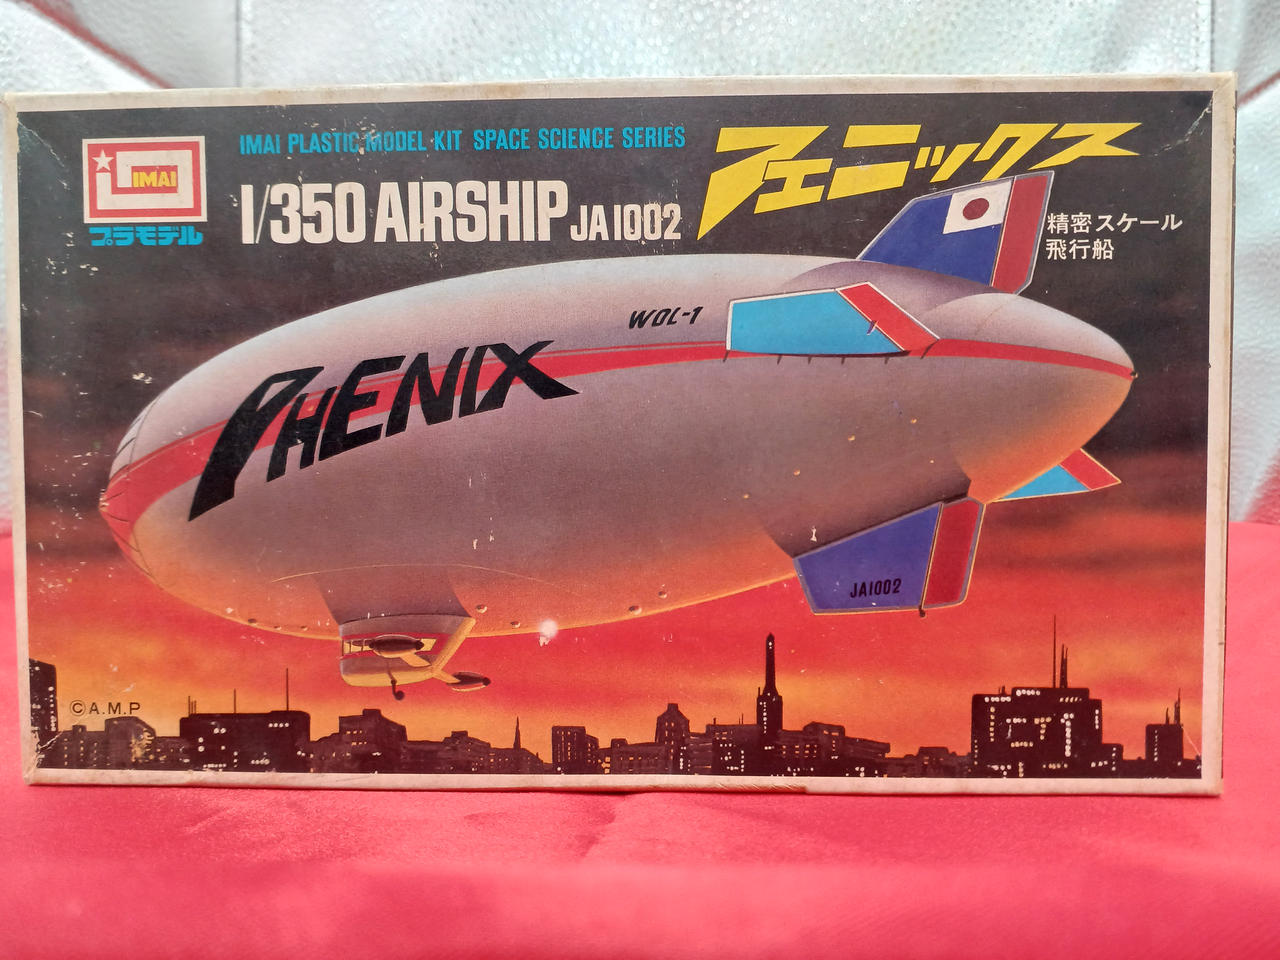 IMAI PLASTIC MODEL KIT SPACE SCIENCE SERIES
フェニックス
IMAI
プラモデル
1/350 AIRSHIP JA1002
精密スケール
飛行船
WDL-1
PHENIX
JA1002
©A.M.P